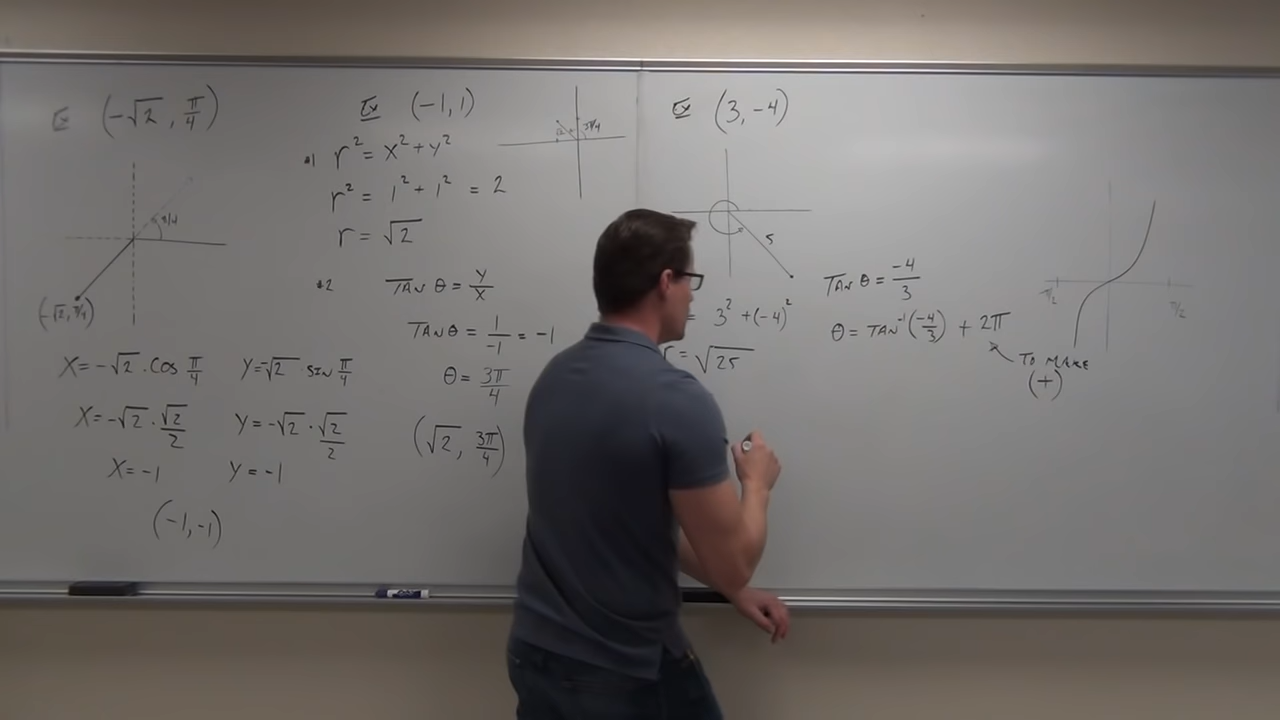 Ex (-√2, π/4)
π/4
(-√2, π/4)
X = -√2 · cos π/4
Y = -√2 sin π/4
X = -√2 · √2/2
Y = -√2 · √2/2
X = -1
Y = -1
(-1, -1)
Ex (-1, 1)
3π/4
#1 r² = x² + y²
r² = 1² + 1² = 2
r = √2
#2 TAN θ = Y/X
TAN θ = 1/-1 = -1
θ = 3π/4
(√2, 3π/4)
Ex (3, -4)
5
= 3² + (-4)²
r = √25
TAN θ = -4/3
θ = TAN⁻¹(-4/3) + 2π
TO MAKE
(+)
-π/2
π/2